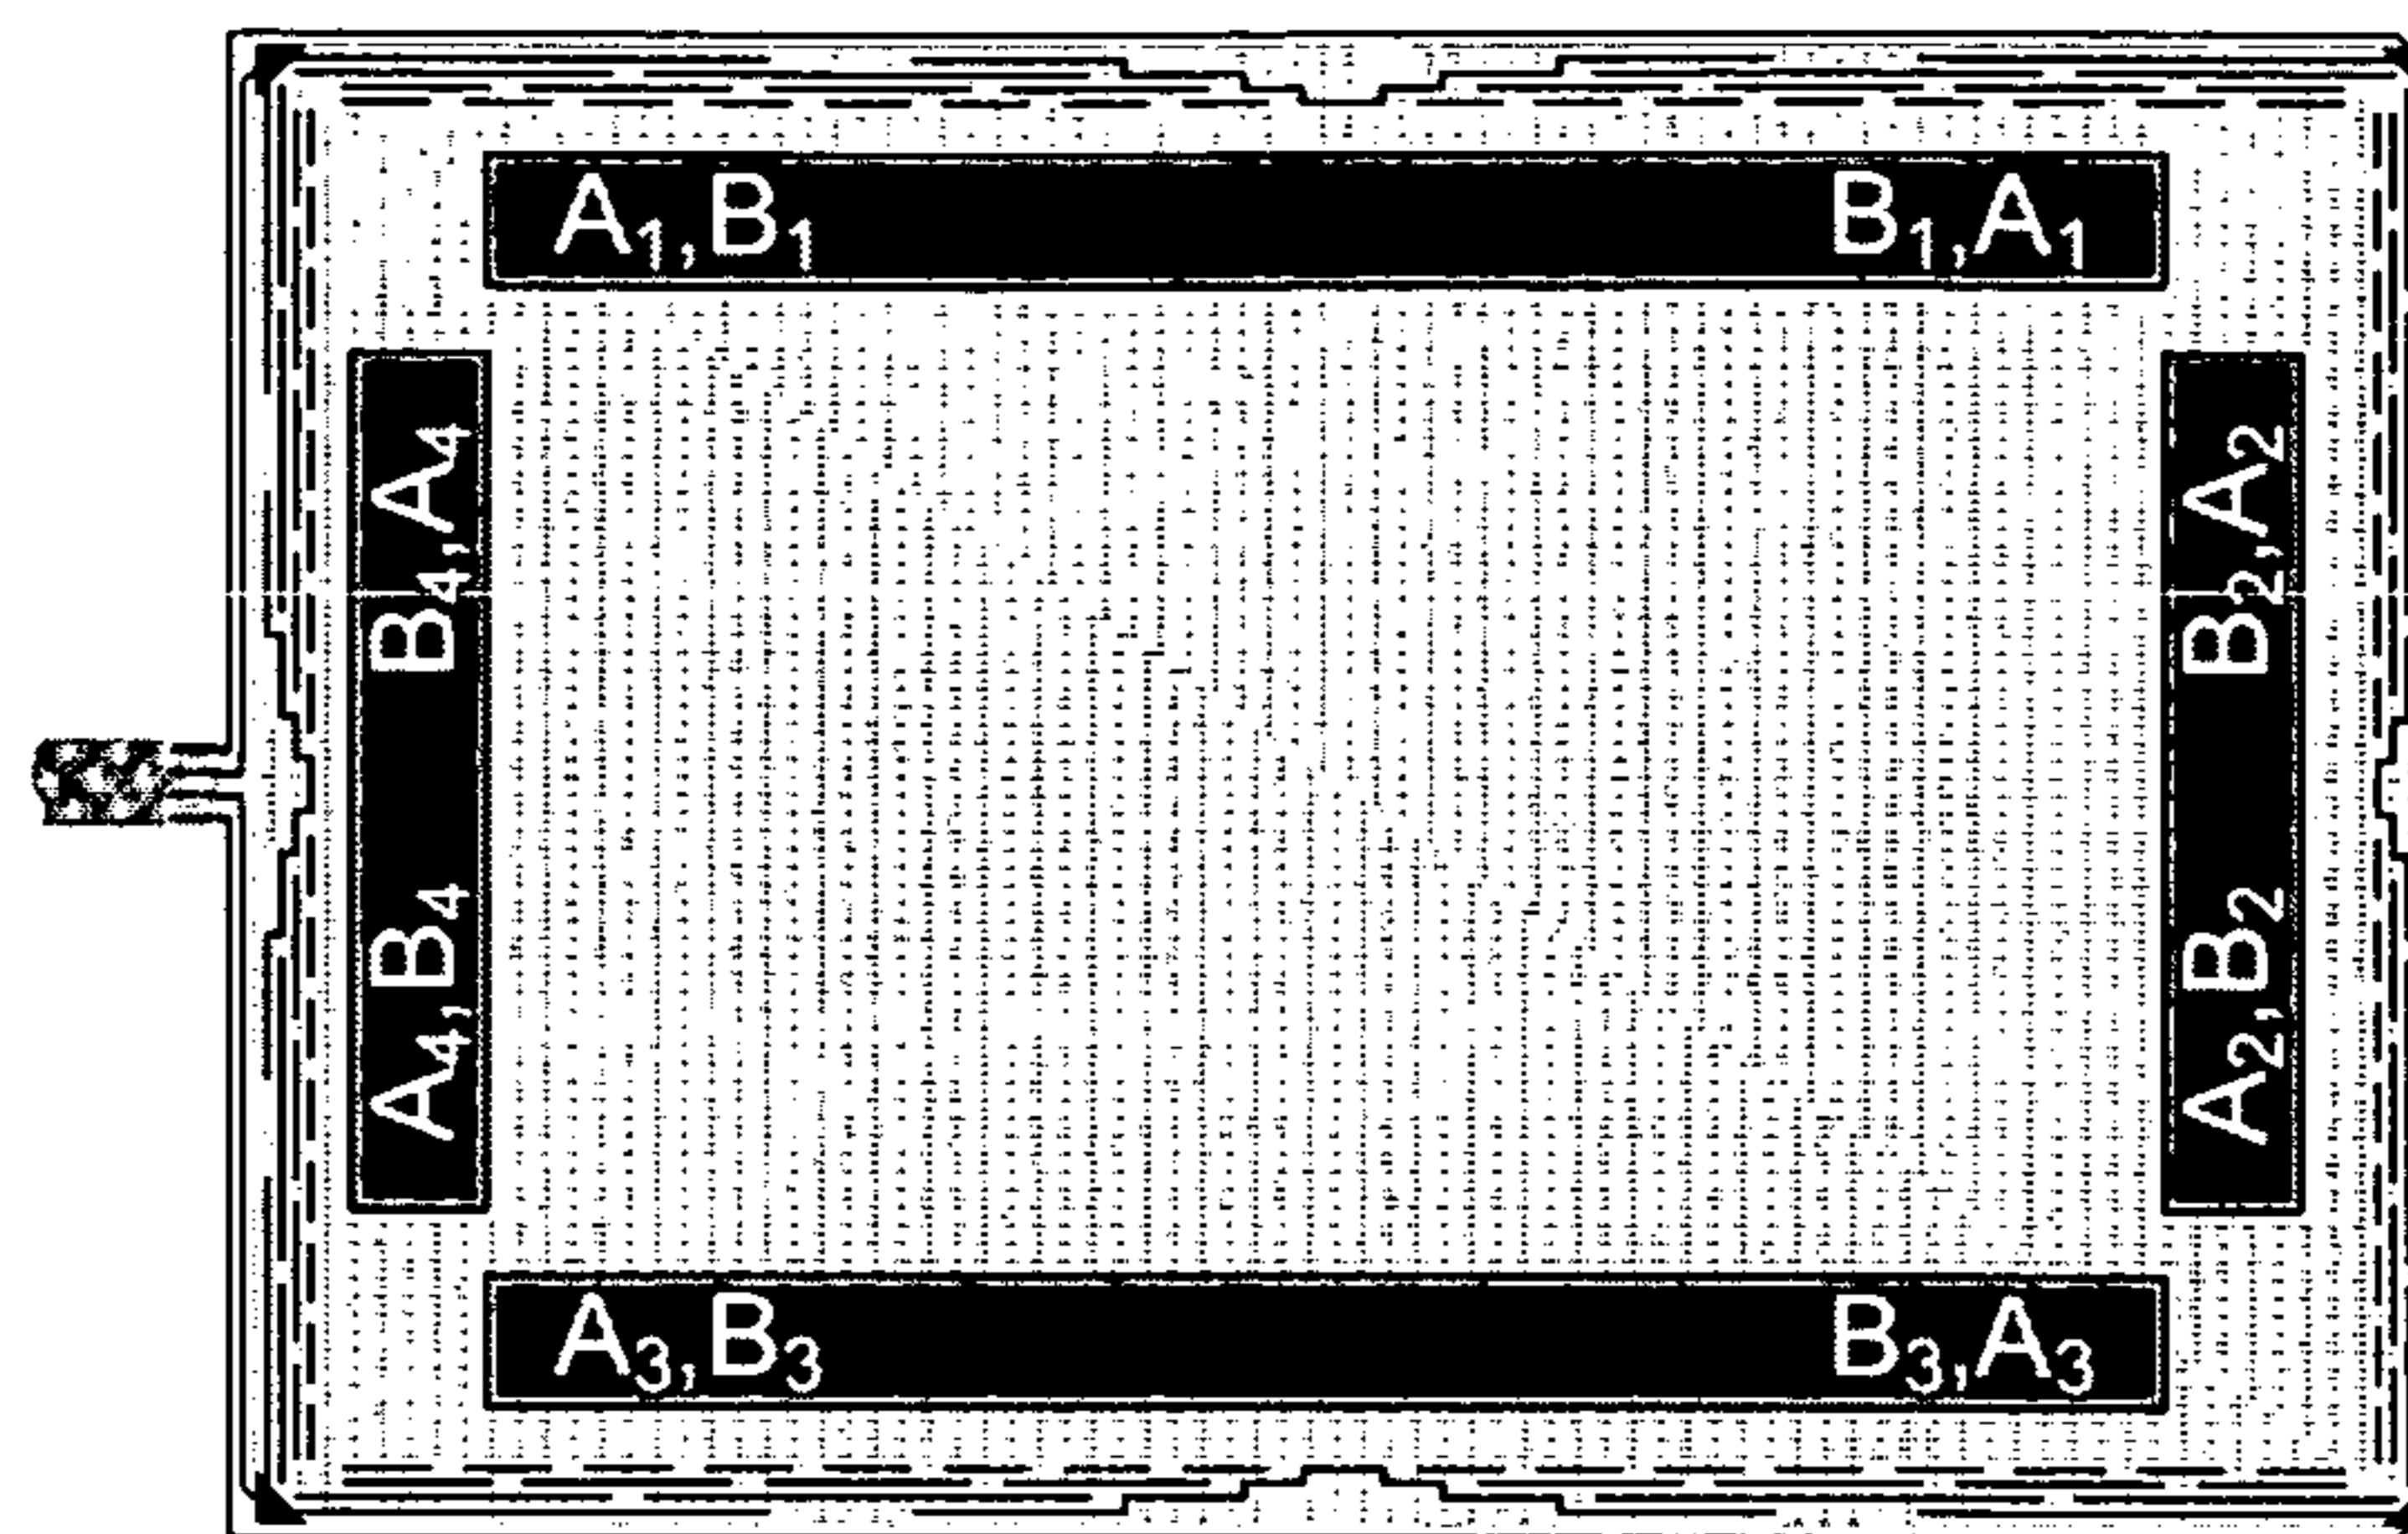 A₁,B₁ B₁,A₁
B₄,A₄
B₂,A₂
A₄,B₄
A₂,B₂
A₃,B₃ B₃,A₃